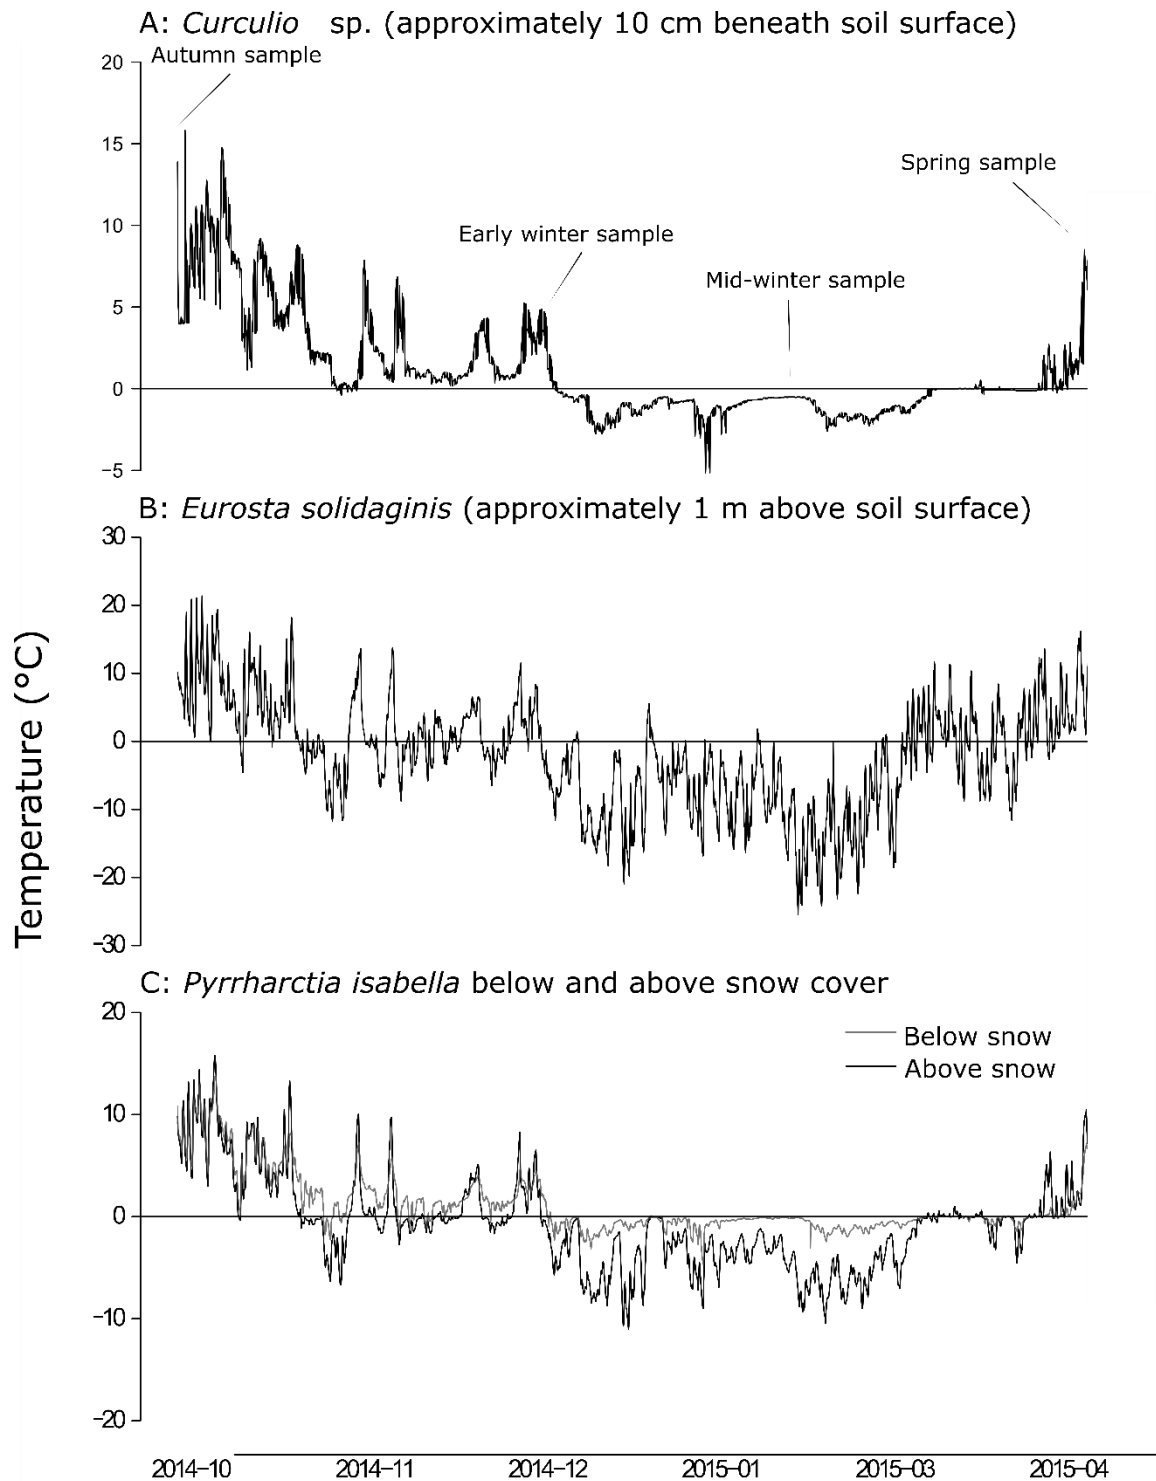 A: Curculio sp. (approximately 10 cm beneath soil surface)
20
Autumn sample
15
Spring sample
10
Early winter sample
Mid-winter sample
5
0
−5
B: Eurosta solidaginis (approximately 1 m above soil surface)
30
20
10
0
−10
−20
−30
Temperature (°C)
C: Pyrrharctia isabella below and above snow cover
20
Below snow
Above snow
10
0
−10
−20
2014−10 2014−11 2014−12 2015−01 2015−03 2015−04